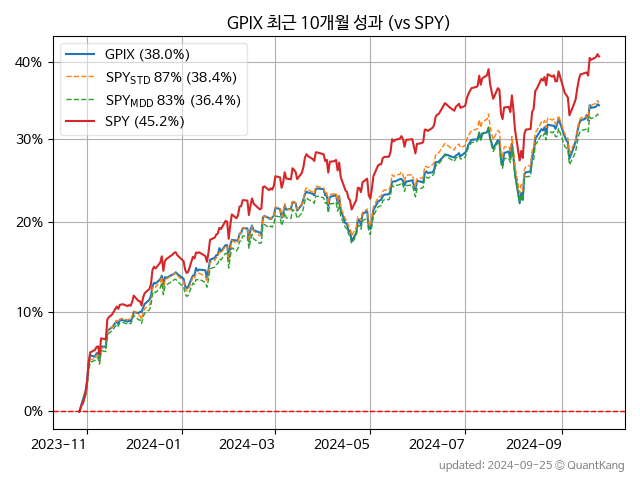 GPIX 최근 10개월 성과 (vs SPY)
GPIX (38.0%)
SPY_STD 87% (38.4%)
SPY_MDD 83% (36.4%)
SPY (45.2%)
40%
30%
20%
10%
0%
2023-11 2024-01 2024-03 2024-05 2024-07 2024-09
updated: 2024-09-25 © QuantKang